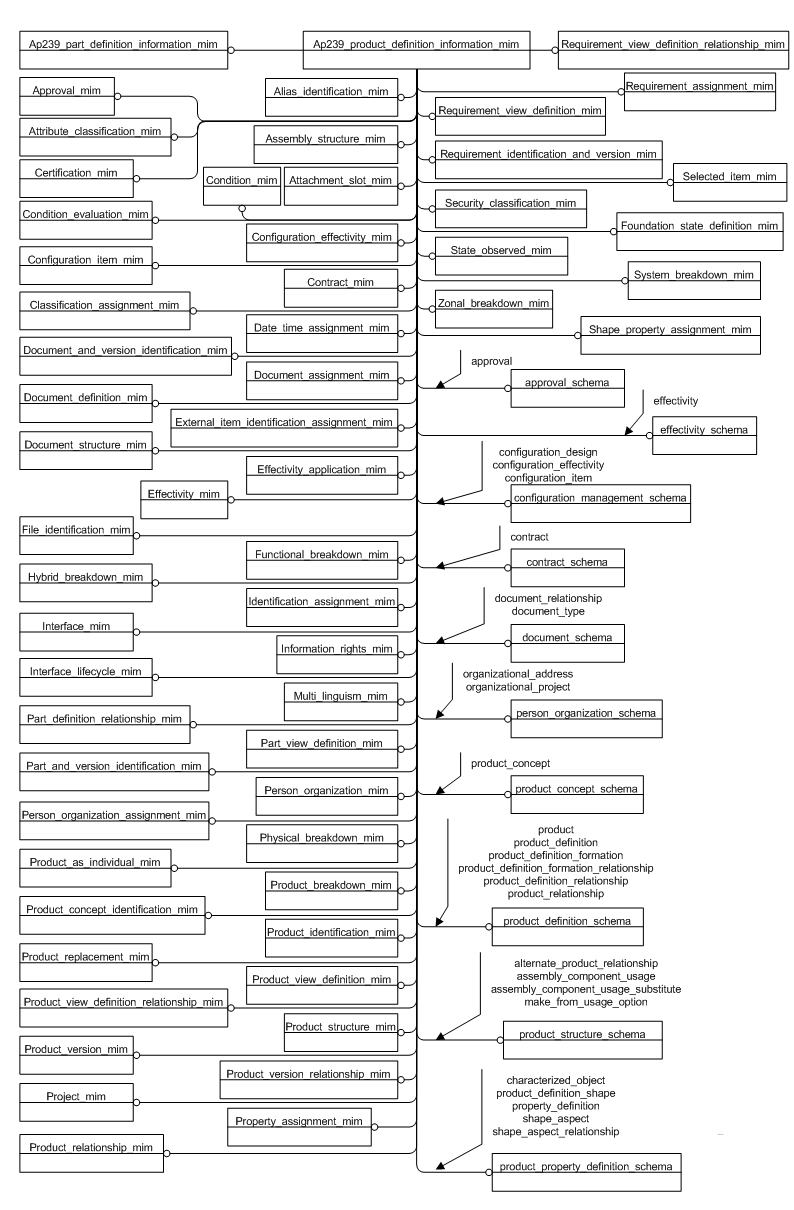 Ap239_part_definition_information_mim
Ap239_product_definition_information_mim
Requirement_view_definition_relationship_mim
Approval_mim
Attribute_classification_mim
Certification_mim
Condition_mim
Condition_evaluation_mim
Configuration_item_mim
Classification_assignment_mim
Document_and_version_identification_mim
Document_definition_mim
Document_structure_mim
Effectivity_mim
File_identification_mim
Hybrid_breakdown_mim
Interface_mim
Interface_lifecycle_mim
Part_definition_relationship_mim
Part_and_version_identification_mim
Person_organization_assignment_mim
Product_as_individual_mim
Product_concept_identification_mim
Product_replacement_mim
Product_view_definition_relationship_mim
Product_version_mim
Project_mim
Product_relationship_mim
Alias_identification_mim
Assembly_structure_mim
Attachment_slot_mim
Configuration_effectivity_mim
Contract_mim
Date_time_assignment_mim
Document_assignment_mim
External_item_identification_assignment_mim
Effectivity_application_mim
Functional_breakdown_mim
Identification_assignment_mim
Information_rights_mim
Multi_linguism_mim
Part_view_definition_mim
Person_organization_mim
Physical_breakdown_mim
Product_breakdown_mim
Product_identification_mim
Product_view_definition_mim
Product_structure_mim
Product_version_relationship_mim
Property_assignment_mim
Requirement_assignment_mim
Requirement_view_definition_mim
Requirement_identification_and_version_mim
Selected_item_mim
Security_classification_mim
Foundation_state_definition_mim
State_observed_mim
System_breakdown_mim
Zonal_breakdown_mim
Shape_property_assignment_mim
approval
approval_schema
effectivity
effectivity_schema
configuration_design
configuration_effectivity
configuration_item
configuration_management_schema
contract
contract_schema
document_relationship
document_type
document_schema
organizational_address
organizational_project
person_organization_schema
product_concept
product_concept_schema
product
product_definition
product_definition_formation
product_definition_formation_relationship
product_definition_relationship
product_relationship
product_definition_schema
alternate_product_relationship
assembly_component_usage
assembly_component_usage_substitute
make_from_usage_option
product_structure_schema
characterized_object
product_definition_shape
property_definition
shape_aspect
shape_aspect_relationship
product_property_definition_schema